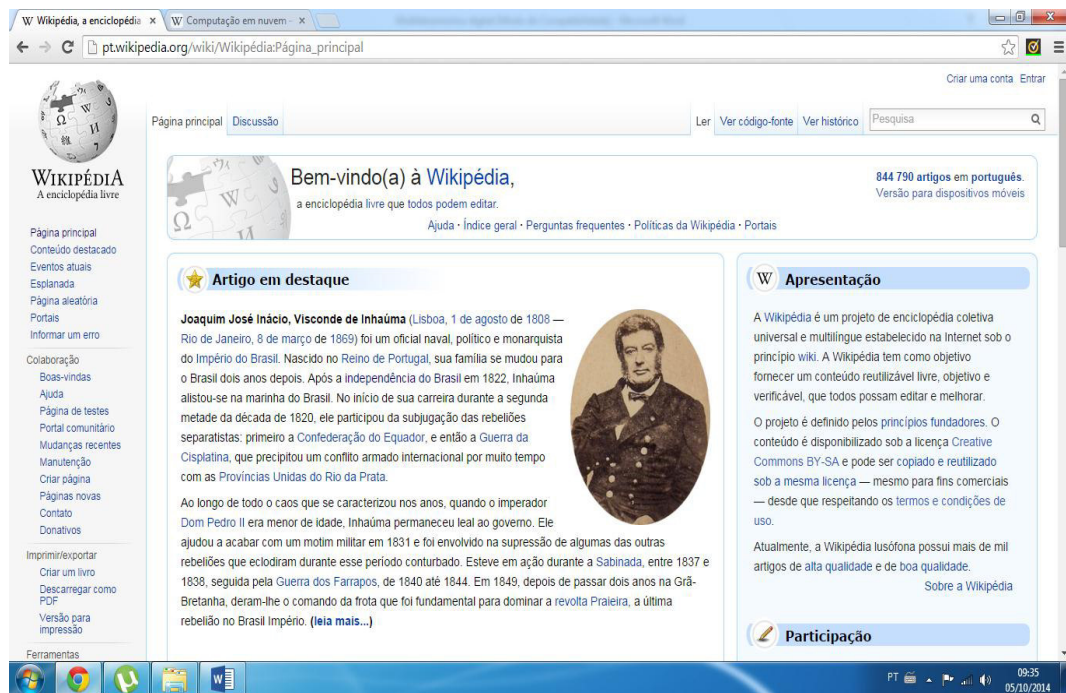 Wikipédia, a enciclopédia
Computação em nuvem -
pt.wikipedia.org/wiki/Wikipédia:Página_principal
Criar uma conta Entrar
Página principal Discussão
Ler Ver código-fonte Ver histórico Pesquisa
WIKIPÉDIA
A enciclopédia livre
Página principal
Conteúdo destacado
Eventos atuais
Esplanada
Página aleatória
Portais
Informar um erro
Colaboração
Boas-vindas
Ajuda
Página de testes
Portal comunitário
Mudanças recentes
Manutenção
Criar página
Páginas novas
Contato
Donativos
Imprimir/exportar
Criar um livro
Descarregar como
PDF
Versão para
impressão
Ferramentas
Bem-vindo(a) à Wikipédia,
a enciclopédia livre que todos podem editar.
844 790 artigos em português.
Versão para dispositivos móveis
Ajuda · Índice geral · Perguntas frequentes · Políticas da Wikipédia · Portais
Artigo em destaque
Joaquim José Inácio, Visconde de Inhaúma (Lisboa, 1 de agosto de 1808 —
Rio de Janeiro, 8 de março de 1869) foi um oficial naval, político e monarquista
do Império do Brasil. Nascido no Reino de Portugal, sua família se mudou para
o Brasil dois anos depois. Após a independência do Brasil em 1822, Inhaúma
alistou-se na marinha do Brasil. No início de sua carreira durante a segunda
metade da década de 1820, ele participou da subjugação das rebeliões
separatistas: primeiro a Confederação do Equador, e então a Guerra da
Cisplatina, que precipitou um conflito armado internacional por muito tempo
com as Províncias Unidas do Rio da Prata.
Ao longo de todo o caos que se caracterizou nos anos, quando o imperador
Dom Pedro II era menor de idade, Inhaúma permaneceu leal ao governo. Ele
ajudou a acabar com um motim militar em 1831 e foi envolvido na supressão de algumas das outras
rebeliões que eclodiram durante esse período conturbado. Esteve em ação durante a Sabinada, entre 1837 e
1838, seguida pela Guerra dos Farrapos, de 1840 até 1844. Em 1849, depois de passar dois anos na Grã-
Bretanha, deram-lhe o comando da frota que foi fundamental para dominar a revolta Praieira, a última
rebelião no Brasil Império. (leia mais...)
Apresentação
A Wikipédia é um projeto de enciclopédia coletiva
universal e multilíngue estabelecido na Internet sob o
princípio wiki. A Wikipédia tem como objetivo
fornecer um conteúdo reutilizável livre, objetivo e
verificável, que todos possam editar e melhorar.
O projeto é definido pelos princípios fundadores. O
conteúdo é disponibilizado sob a licença Creative
Commons BY-SA e pode ser copiado e reutilizado
sob a mesma licença — mesmo para fins comerciais
— desde que respeitando os termos e condições de
uso.
Atualmente, a Wikipédia lusófona possui mais de mil
artigos de alta qualidade e de boa qualidade.
Sobre a Wikipédia
Participação
PT
09:35
05/10/2014